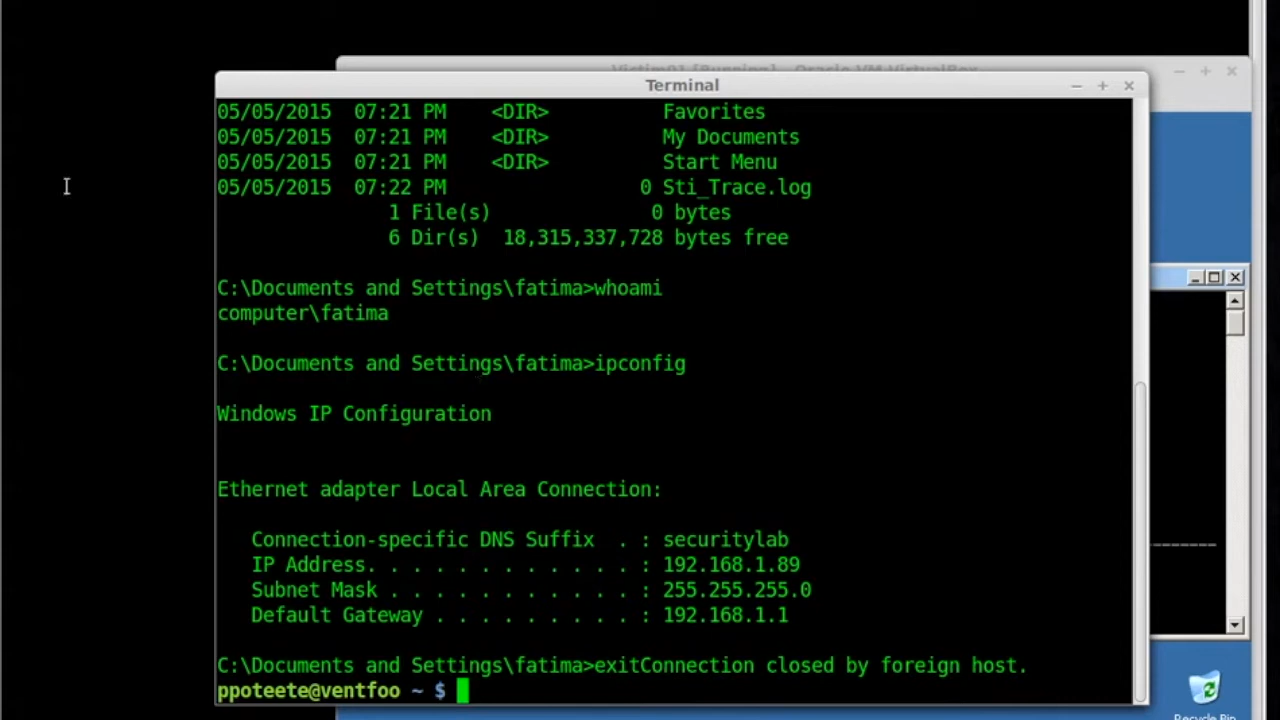 Victim01 [Running] - Oracle VM VirtualBox
Terminal
05/05/2015  07:21 PM    <DIR>          Favorites
05/05/2015  07:21 PM    <DIR>          My Documents
05/05/2015  07:21 PM    <DIR>          Start Menu
05/05/2015  07:22 PM                 0 Sti_Trace.log
               1 File(s)              0 bytes
               6 Dir(s)  18,315,337,728 bytes free
C:\Documents and Settings\fatima>whoami
computer\fatima
C:\Documents and Settings\fatima>ipconfig
Windows IP Configuration
Ethernet adapter Local Area Connection:
   Connection-specific DNS Suffix  . : securitylab
   IP Address. . . . . . . . . . . . : 192.168.1.89
   Subnet Mask . . . . . . . . . . . : 255.255.255.0
   Default Gateway . . . . . . . . . : 192.168.1.1
C:\Documents and Settings\fatima>exitConnection closed by foreign host.
ppoteete@ventfoo ~ $
Recycle Bin